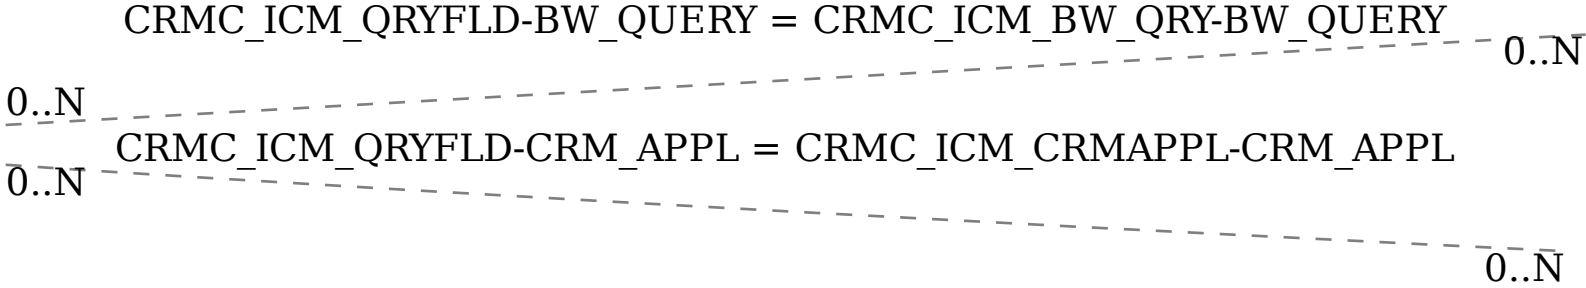 CRMC_ICM_QRYFLD-BW_QUERY = CRMC_ICM_BW_QRY-BW_QUERY
0..N
0..N
CRMC_ICM_QRYFLD-CRM_APPL = CRMC_ICM_CRMAPPL-CRM_APPL
0..N
0..N